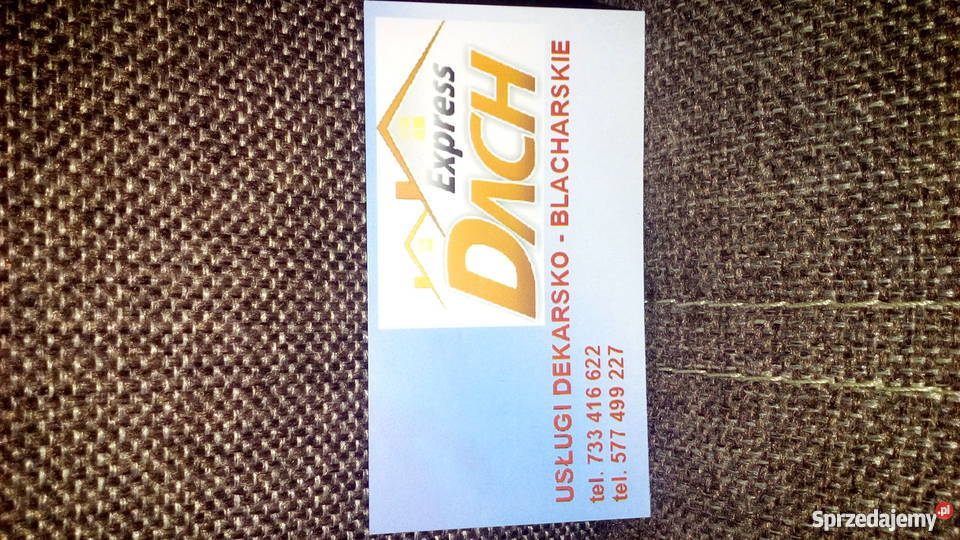 Express
DACH
USŁUGI DEKARSKO - BLACHARSKIE
tel. 733 416 622
tel. 577 499 227
Sprzedajemy.pl